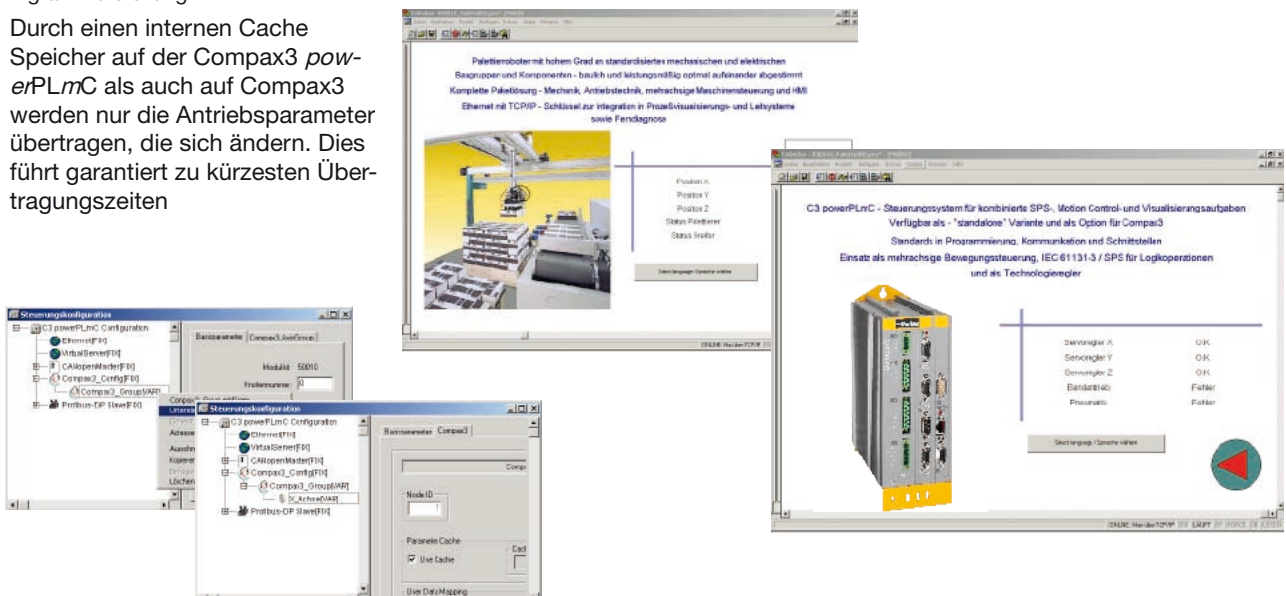 Durch einen internen Cache
Speicher auf der Compax3 pow-
erPLmC als auch auf Compax3
werden nur die Antriebsparameter
übertragen, die sich ändern. Dies
führt garantiert zu kürzesten Über-
tragungszeiten
Palettierroboter mit hohem Grad an standardisierten mechanischen und elektrischen
Baugruppen und Komponenten - baulich und leistungsmäßig optimal aufeinander abgestimmt
Komplette Paketlösung - Mechanik, Antriebstechnik, mehrachsige Maschinensteuerung und HMI
Ethernet mit TCP/IP - Schlüssel zur Integration in Prozeßvisualisierungs- und Leitsysteme
sowie Ferndiagnose
Position X
Position Y
Position Z
Status Palettierer
Status Greifer
Select language / Sprache wählen
C3 powerPLmC - Steuerungssystem für kombinierte SPS-, Motion Control- und Visualisierungsaufgaben
Verfügbar als - "standalone" Variante und als Option für Compax3
Standards in Programmierung, Kommunikation und Schnittstellen
Einsatz als mehrachsige Bewegungssteuerung, IEC 61131-3 / SPS für Logikoperationen
und als Technologieregler
Servoregler X OK
Servoregler Y OK
Servoregler Z OK
Bandantrieb Fehler
Pneumatik Fehler
Select language / Sprache wählen
Steuerungskonfiguration
C3 powerPLmC Configuration
Ethernet[FIX]
VirtualServer[FIX]
CANopenMaster[FIX]
Compax3_Config[FIX]
Compax3_Group[VAR]
Profibus-DP Slave[FIX]
Basisparameter Compax3 AxisGroup
Modulid: 50010
Knotennummer: 0
Kopieren
Löschen
Steuerungskonfiguration
C3 powerPLmC Configuration
Ethernet[FIX]
VirtualServer[FIX]
CANopenMaster[FIX]
Compax3_Config[FIX]
Compax3_Group[VAR]
X_Achse[VAR]
Profibus-DP Slave[FIX]
Basisparameter Compax3
Node ID
1
Parameter Cache
Use Cache
User Data Mapping